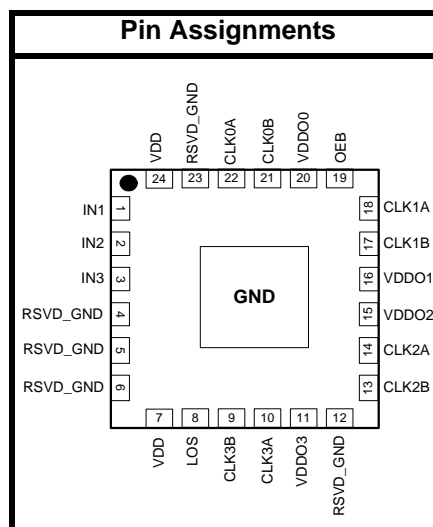 Pin Assignments
VDD
RSVD_GND
CLK0A
CLK0B
VDDO0
OEB
24
23
22
21
20
19
IN1
1
18
CLK1A
IN2
2
17
CLK1B
IN3
3
16
VDDO1
GND
RSVD_GND
4
15
VDDO2
RSVD_GND
5
14
CLK2A
RSVD_GND
6
13
CLK2B
7
8
9
10
11
12
VDD
LOS
CLK3B
CLK3A
VDDO3
RSVD_GND